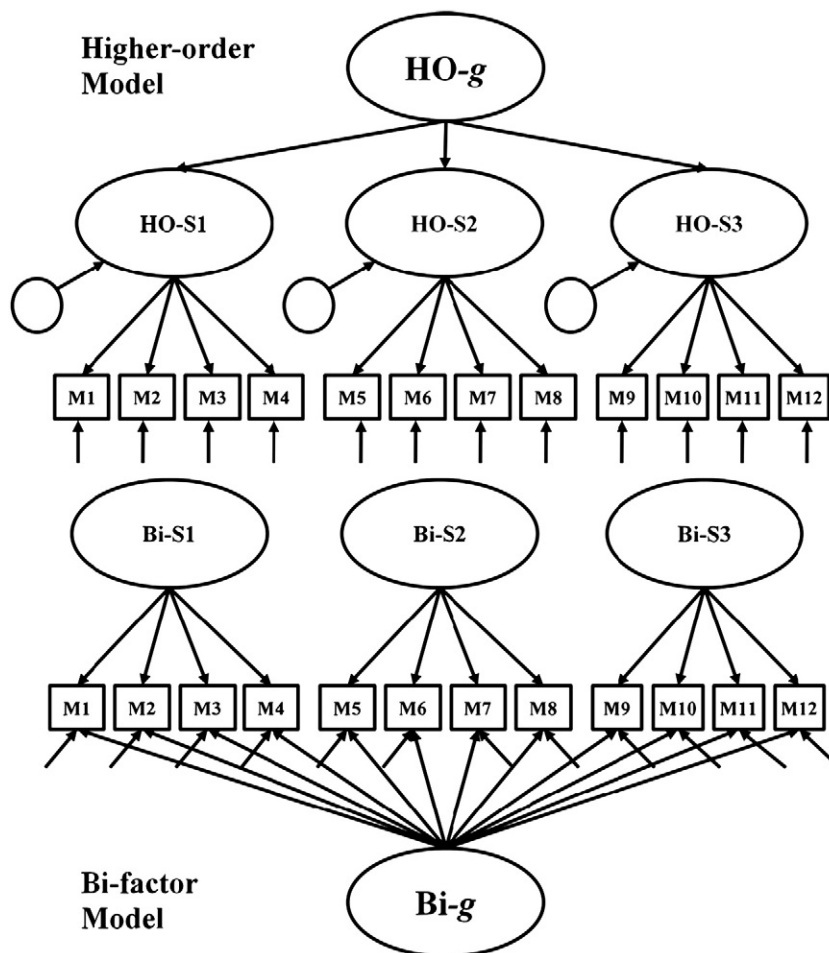 Higher-order
Model
HO-g
HO-S1 HO-S2 HO-S3
M1 M2 M3 M4 M5 M6 M7 M8 M9 M10 M11 M12
Bi-S1 Bi-S2 Bi-S3
M1 M2 M3 M4 M5 M6 M7 M8 M9 M10 M11 M12
Bi-factor
Model
Bi-g